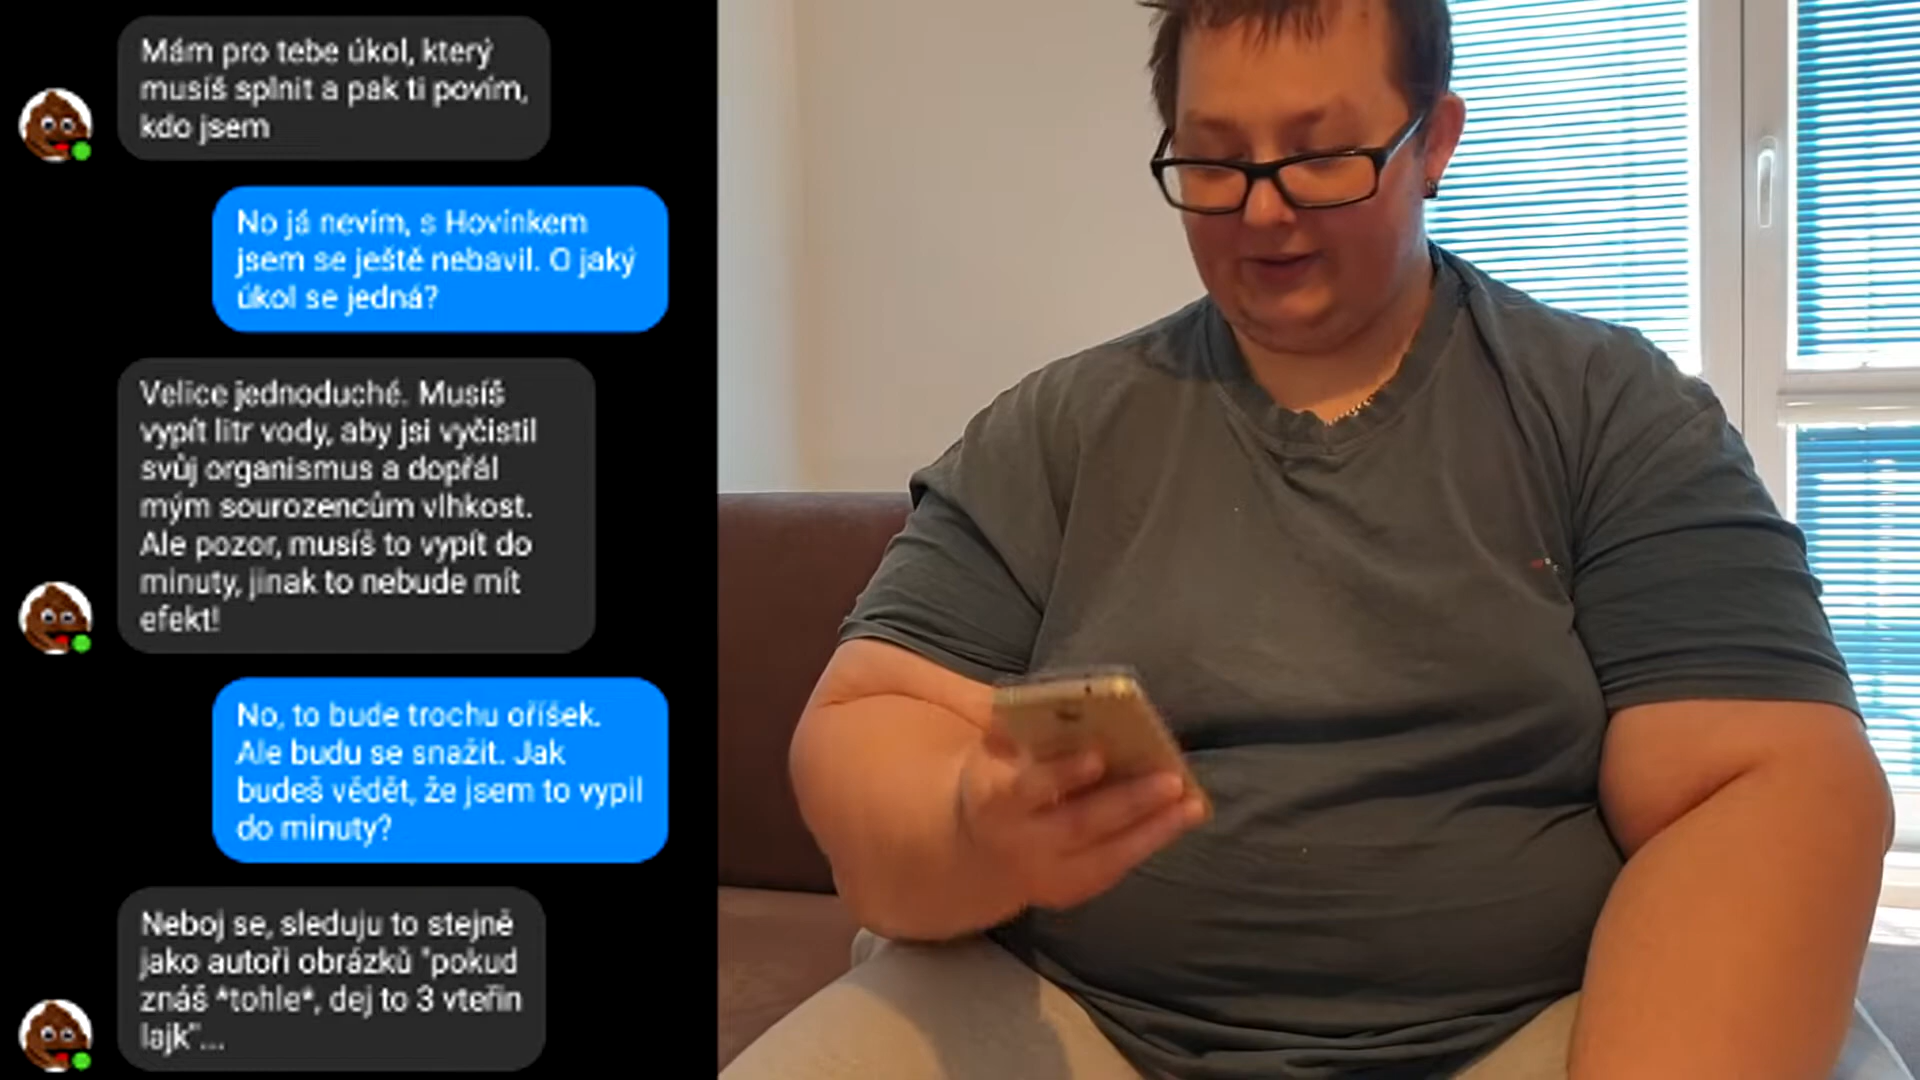 Mám pro tebe úkol, který
musíš splnit a pak ti povím,
kdo jsem
No já nevím, s Hovínkem
jsem se ještě nebavil. O jaký
úkol se jedná?
Velice jednoduché. Musíš
vypít litr vody, aby jsi vyčistil
svůj organismus a dopřál
mým sourozencům vlhkost.
Ale pozor, musíš to vypít do
minuty, jinak to nebude mít
efekt!
No, to bude trochu oříšek.
Ale budu se snažit. Jak
budeš vědět, že jsem to vypil
do minuty?
Neboj se, sleduju to stejně
jako autoři obrázků "pokud
znáš *tohle*, dej to 3 vteřin
lajk"...